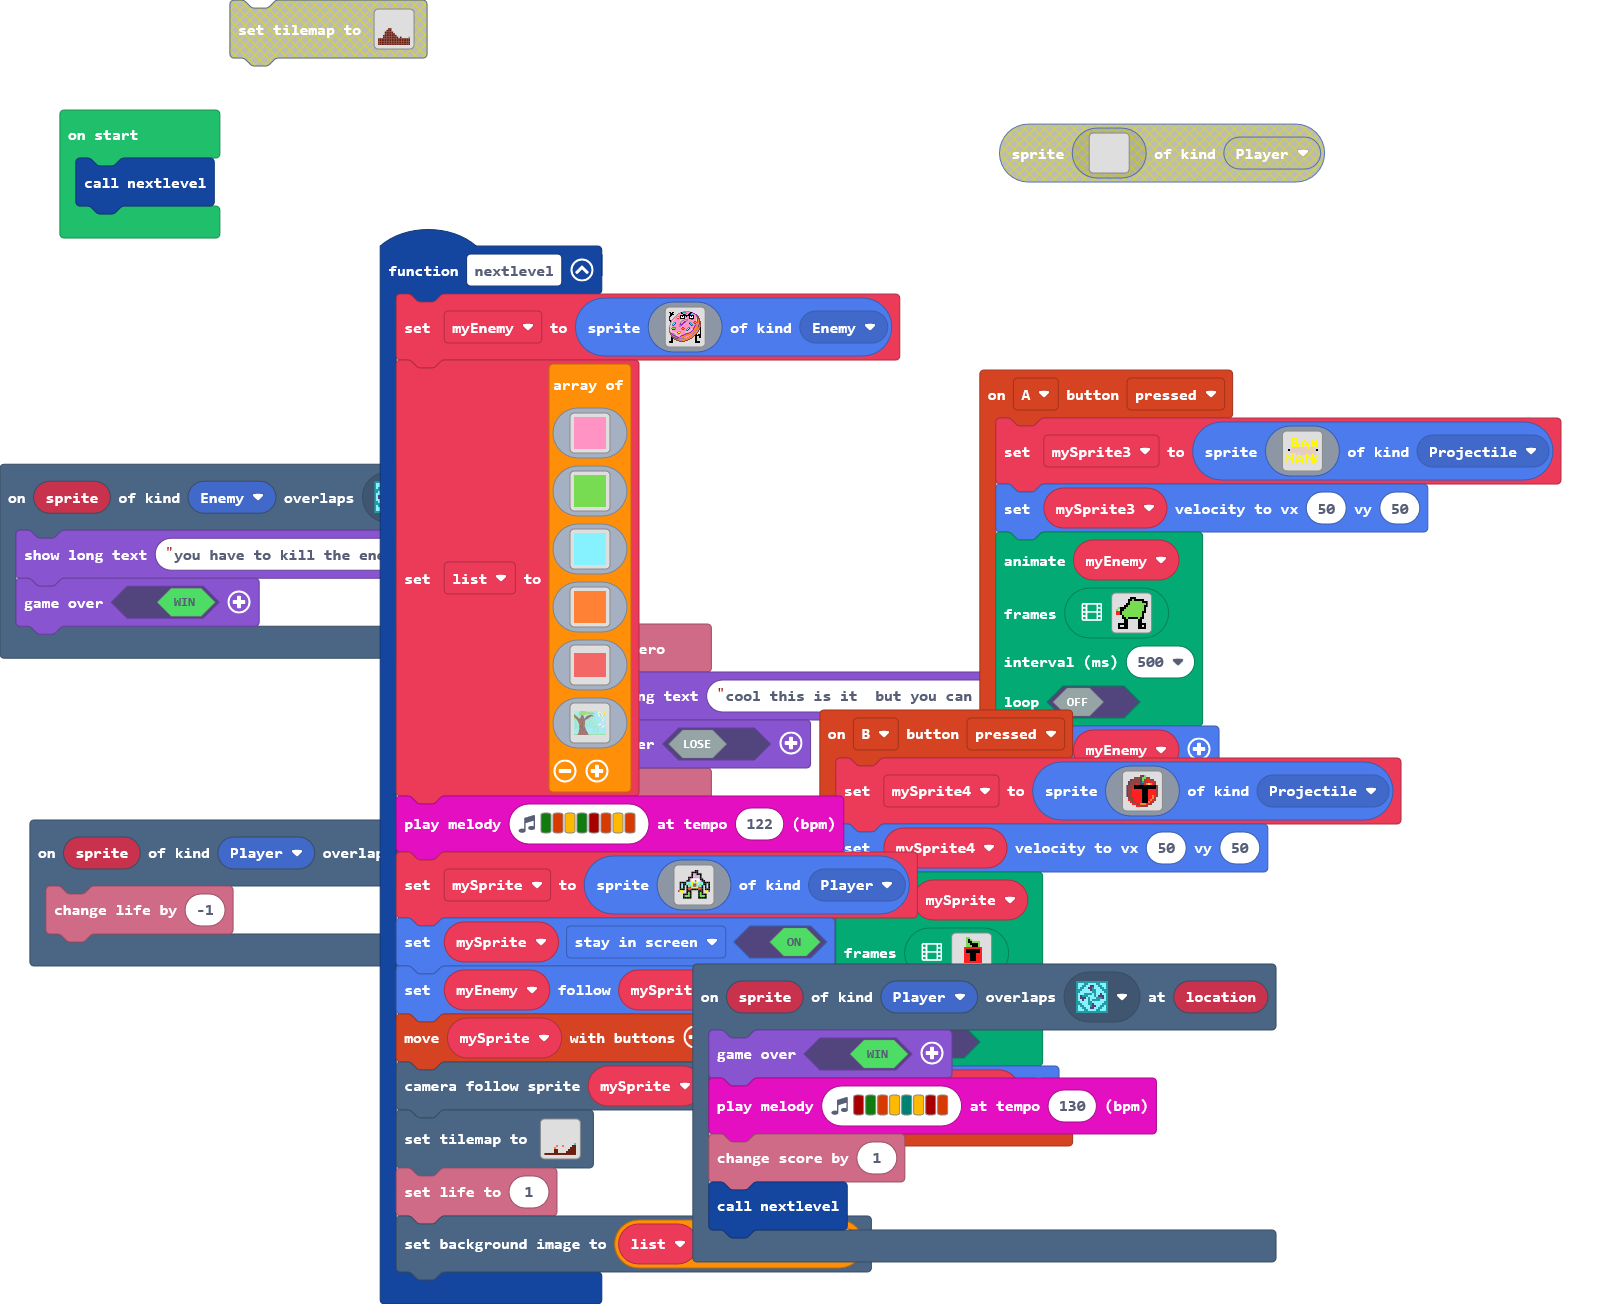 set tilemap to
on start
call nextlevel
sprite of kind Player
function nextlevel
set myEnemy to sprite of kind Enemy
set list to
array of
play melody at tempo 122 (bpm)
set mySprite to sprite of kind Player
set mySprite stay in screen ON
set myEnemy follow
move mySprite with buttons
camera follow sprite mySprite
set tilemap to
set life to 1
set background image to list
on sprite of kind Enemy overlaps
show long text "you have to kill the
game over WIN
text "cool this is it but you can
LOSE
on sprite of kind Player
change life by -1
on A button pressed
set mySprite3 to sprite of kind Projectile
set mySprite3 velocity to vx 50 vy 50
animate myEnemy
frames
interval (ms) 500
loop OFF
myEnemy
on B button pressed
set mySprite4 to sprite of kind Projectile
set mySprite4 velocity to vx 50 vy 50
mySprite
frames
on sprite of kind Player overlaps at location
game over WIN
play melody at tempo 130 (bpm)
change score by 1
call nextlevel